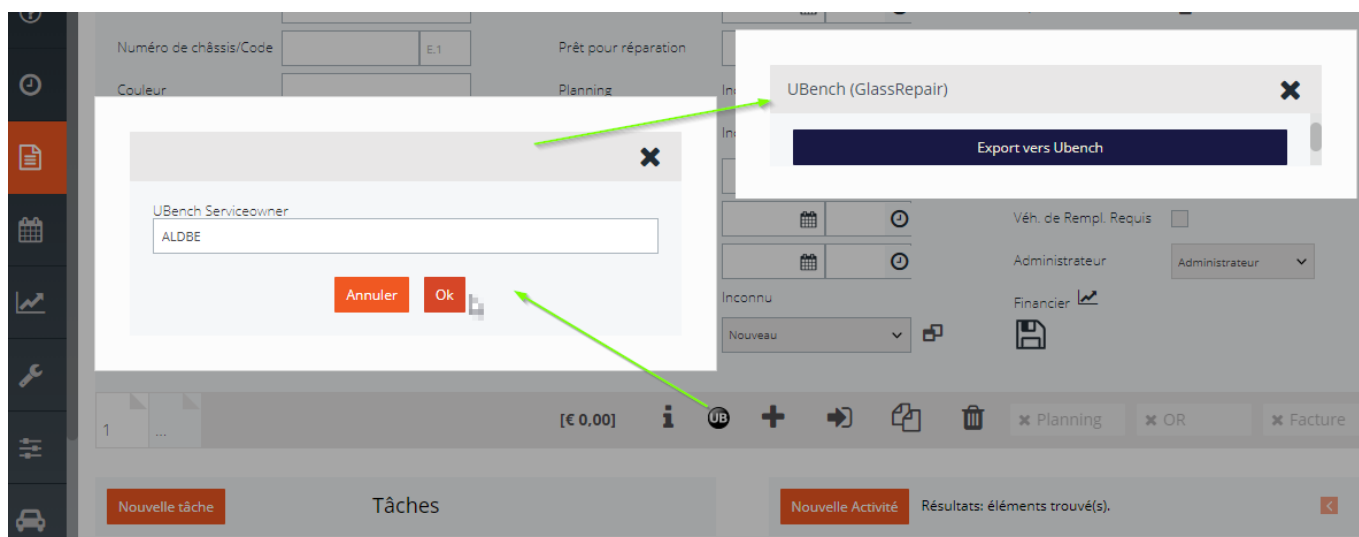 Numéro de châssis/Code
E.1
Prêt pour réparation
Couleur
Planning
UBench (GlassRepair)
Export vers Ubench
UBench Serviceowner
ALDBE
Annuler
Ok
Véh. de Rempl. Requis
Administrateur
Administrateur
Inconnu
Financier
Nouveau
1
...
[€ 0,00]
UB
Planning
OR
Facture
Nouvelle tâche
Tâches
Nouvelle Activité
Résultats: éléments trouvé(s).